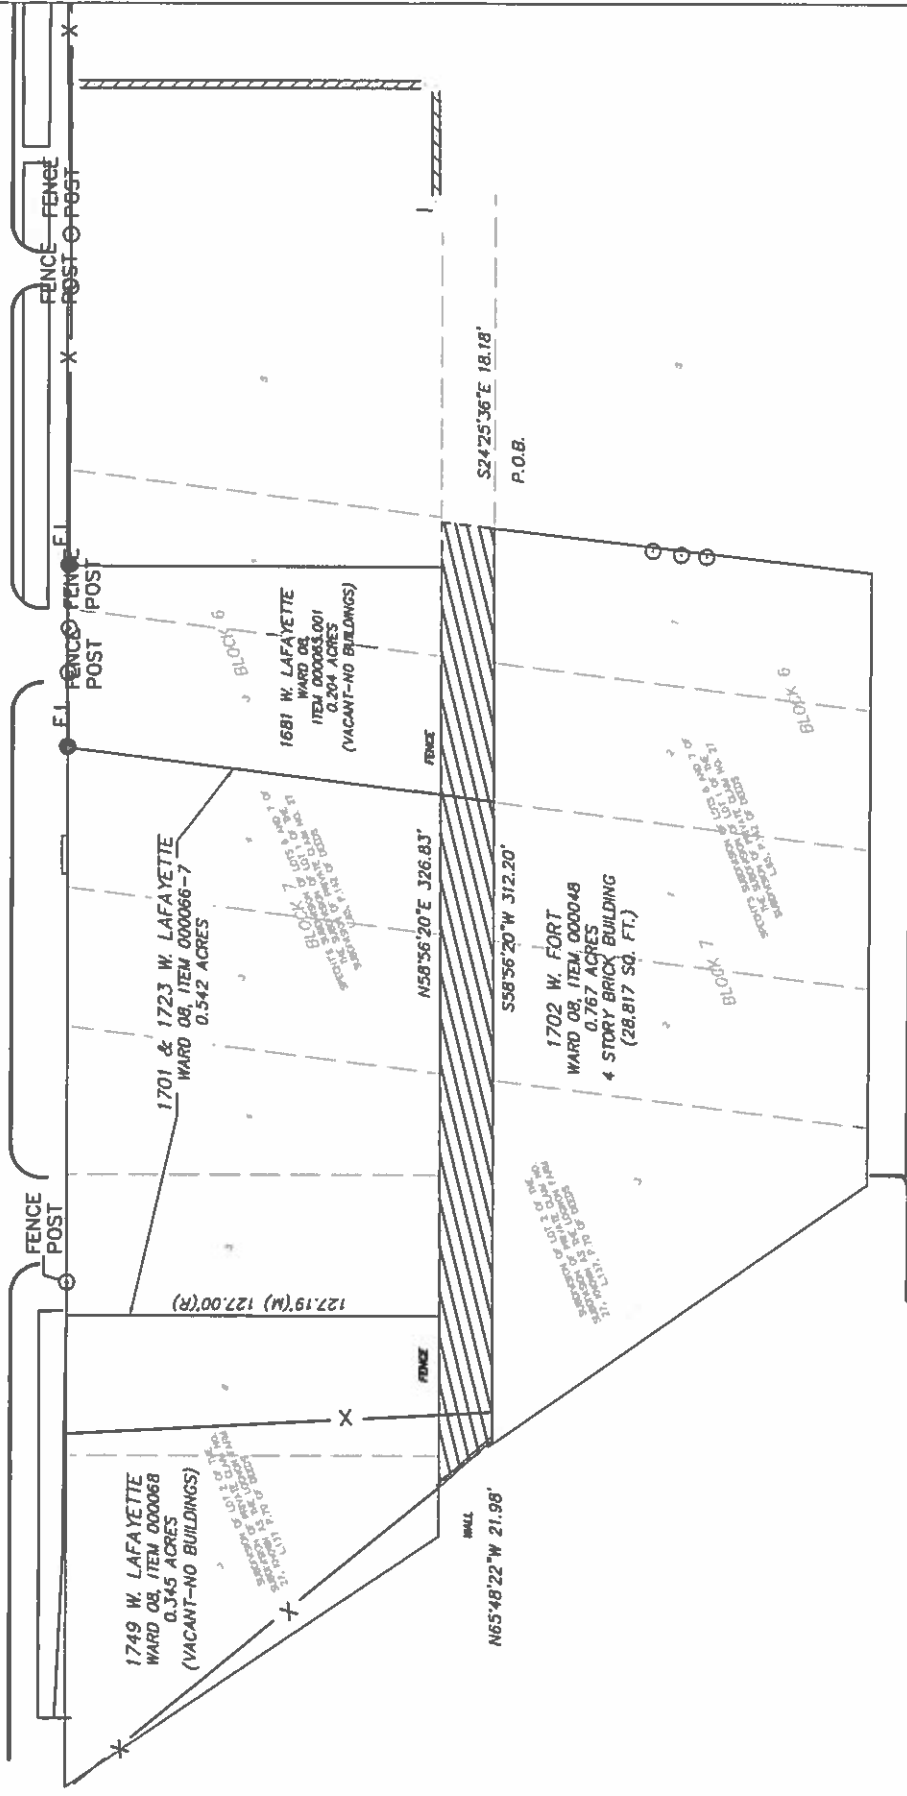 FENCE
POST
FENCE
POST
FENCE
POST
FENCE
POST
FENCE
POST
F.I.
F.I.
1749 W. LAFAYETTE
WARD 08, ITEM 000068
0.345 ACRES
(VACANT-NO BUILDINGS)
1701 & 1723 W. LAFAYETTE
WARD 08, ITEM 000066-7
0.542 ACRES
1681 W. LAFAYETTE
WARD 08,
ITEM 000065.001
0.204 ACRES
(VACANT-NO BUILDINGS)
BLOCK 6
BLOCK 7
127.19'(M) 127.00'(R)
FENCE
FENCE
N58°56'20"E 326.83'
S58°56'20"W 312.20'
S24°25'36"E 18.18'
P.O.B.
WALL
N65°48'22"W 21.98'
1702 W. FORT
WARD 08, ITEM 000048
0.767 ACRES
4 STORY BRICK BUILDING
(28,817 SQ. FT.)
BLOCK 7
BLOCK 6